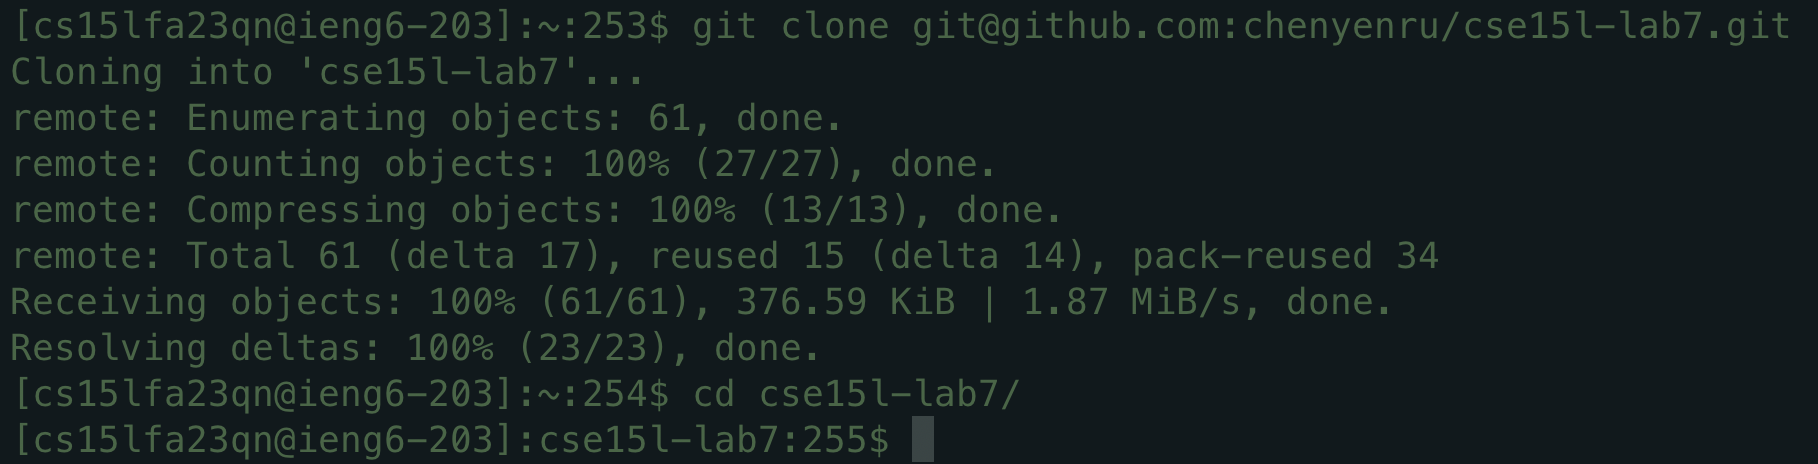 [cs15lfa23qn@ieng6-203]:~:253$ git clone git@github.com:chenyenru/cse15l-lab7.git
Cloning into 'cse15l-lab7'...
remote: Enumerating objects: 61, done.
remote: Counting objects: 100% (27/27), done.
remote: Compressing objects: 100% (13/13), done.
remote: Total 61 (delta 17), reused 15 (delta 14), pack-reused 34
Receiving objects: 100% (61/61), 376.59 KiB | 1.87 MiB/s, done.
Resolving deltas: 100% (23/23), done.
[cs15lfa23qn@ieng6-203]:~:254$ cd cse15l-lab7/
[cs15lfa23qn@ieng6-203]:cse15l-lab7:255$